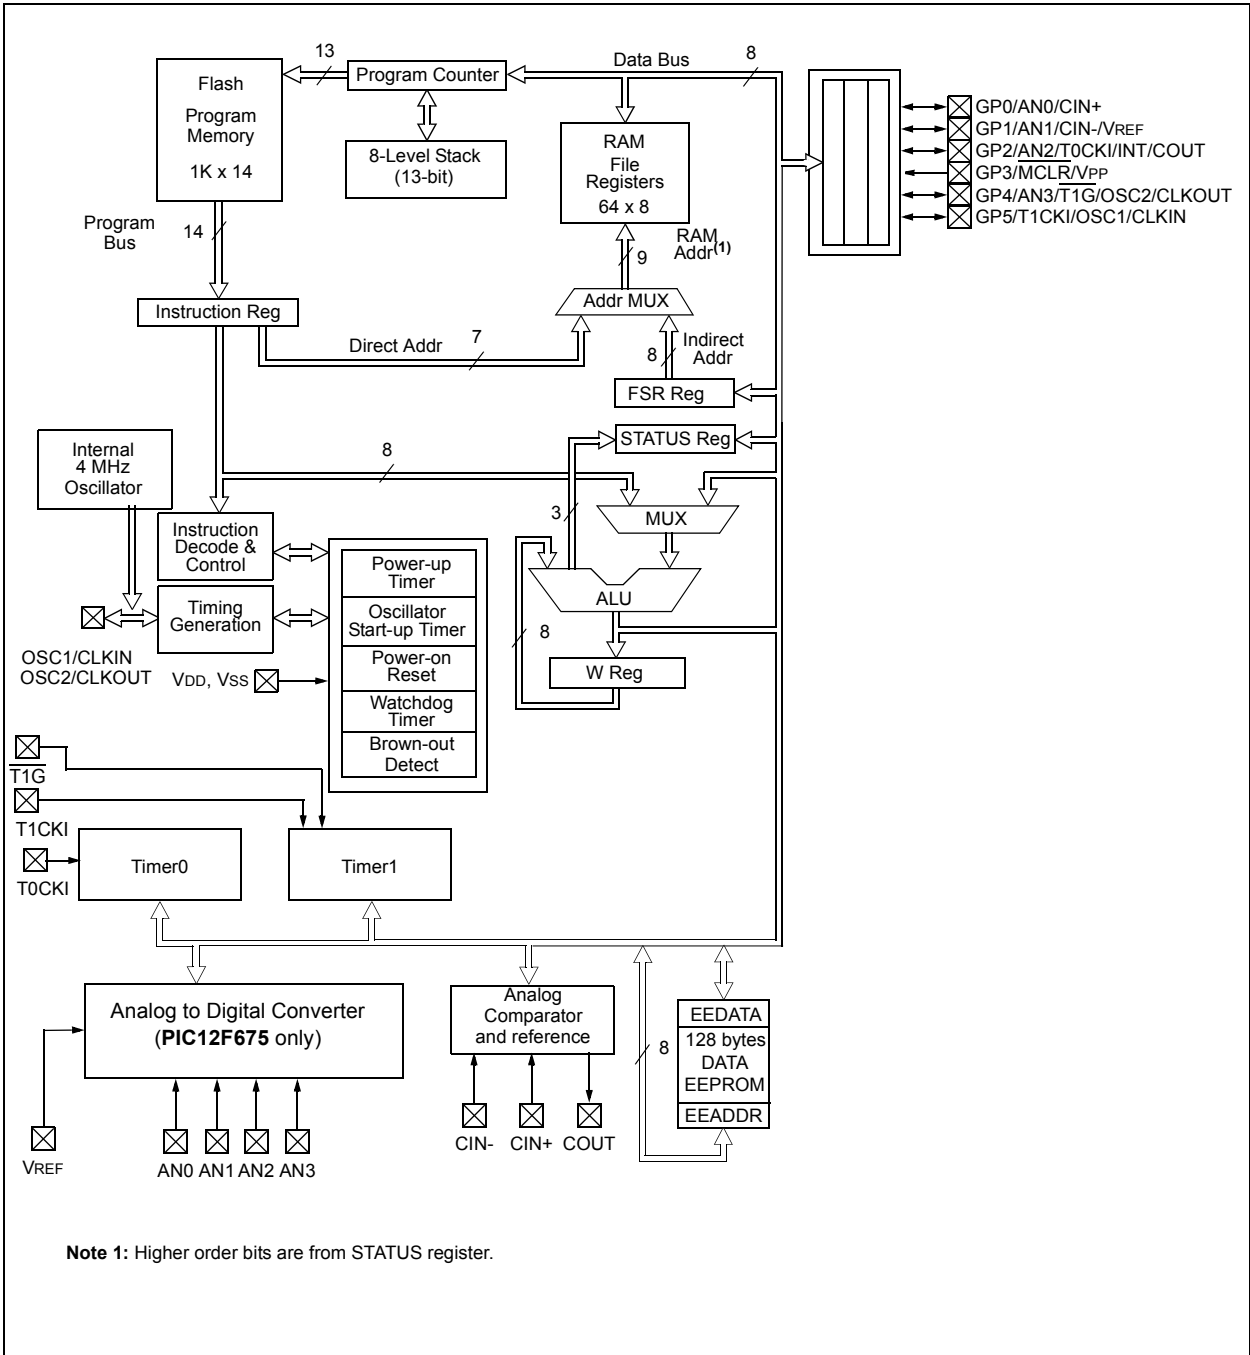 13
Program Counter
Data Bus
8
Flash
Program
Memory
1K x 14
8-Level Stack
(13-bit)
RAM
File
Registers
64 x 8
GP0/AN0/CIN+
GP1/AN1/CIN-/VREF
GP2/AN2/T0CKI/INT/COUT
GP3/MCLR/VPP
GP4/AN3/T1G/OSC2/CLKOUT
GP5/T1CKI/OSC1/CLKIN
Program
Bus
14
RAM
Addr(1)
9
Instruction Reg
Addr MUX
Direct Addr
7
Indirect
Addr
8
FSR Reg
STATUS Reg
Internal
4 MHz
Oscillator
8
3
MUX
Instruction
Decode &
Control
Timing
Generation
OSC1/CLKIN
OSC2/CLKOUT
VDD, VSS
Power-up
Timer
Oscillator
Start-up Timer
Power-on
Reset
Watchdog
Timer
Brown-out
Detect
ALU
8
W Reg
T1G
T1CKI
T0CKI
Timer0
Timer1
Analog to Digital Converter
(PIC12F675 only)
Analog
Comparator
and reference
8
EEDATA
128 bytes
DATA
EEPROM
EEADDR
VREF
AN0 AN1 AN2 AN3
CIN- CIN+ COUT
Note 1: Higher order bits are from STATUS register.